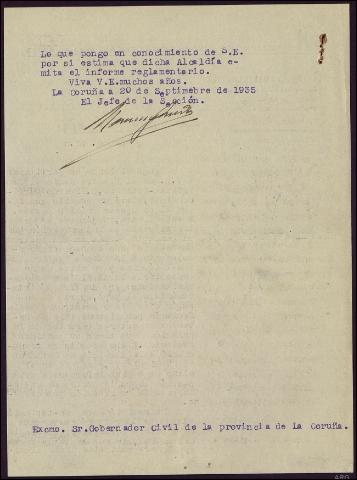 Lo que pongo en conocimiento de S.E.
por si estima que dicha Alcaldía e-
mita el informe reglamentario.
Viva V.E.muchos años.
La Coruña a 20 de Septimebre de 1935
El Jefe de la Sección.
Excmo. Sr.Gobernador Civil de la provincia de La Coruña.
ARG